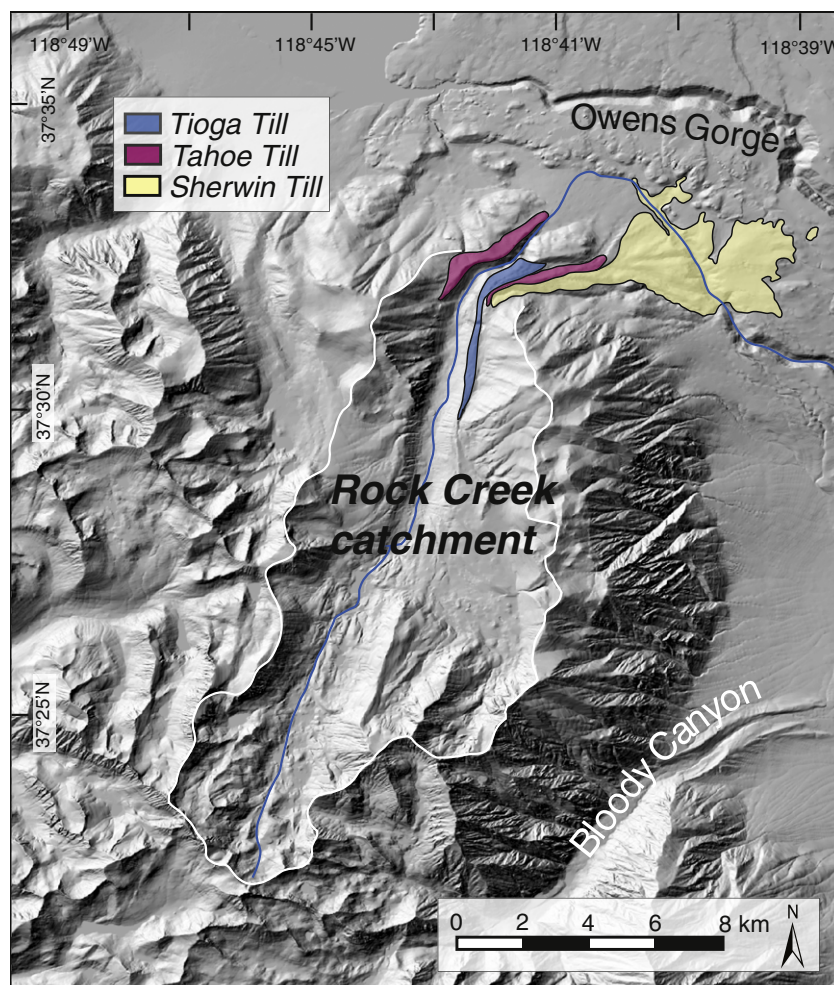 118°49'W
118°45'W
118°41'W
118°39'W
37°35'N
Owens Gorge
Tioga Till
Tahoe Till
Sherwin Till
37°30'N
Rock Creek
catchment
37°25'N
Bloody Canyon
0 2 4 6 8 km
N